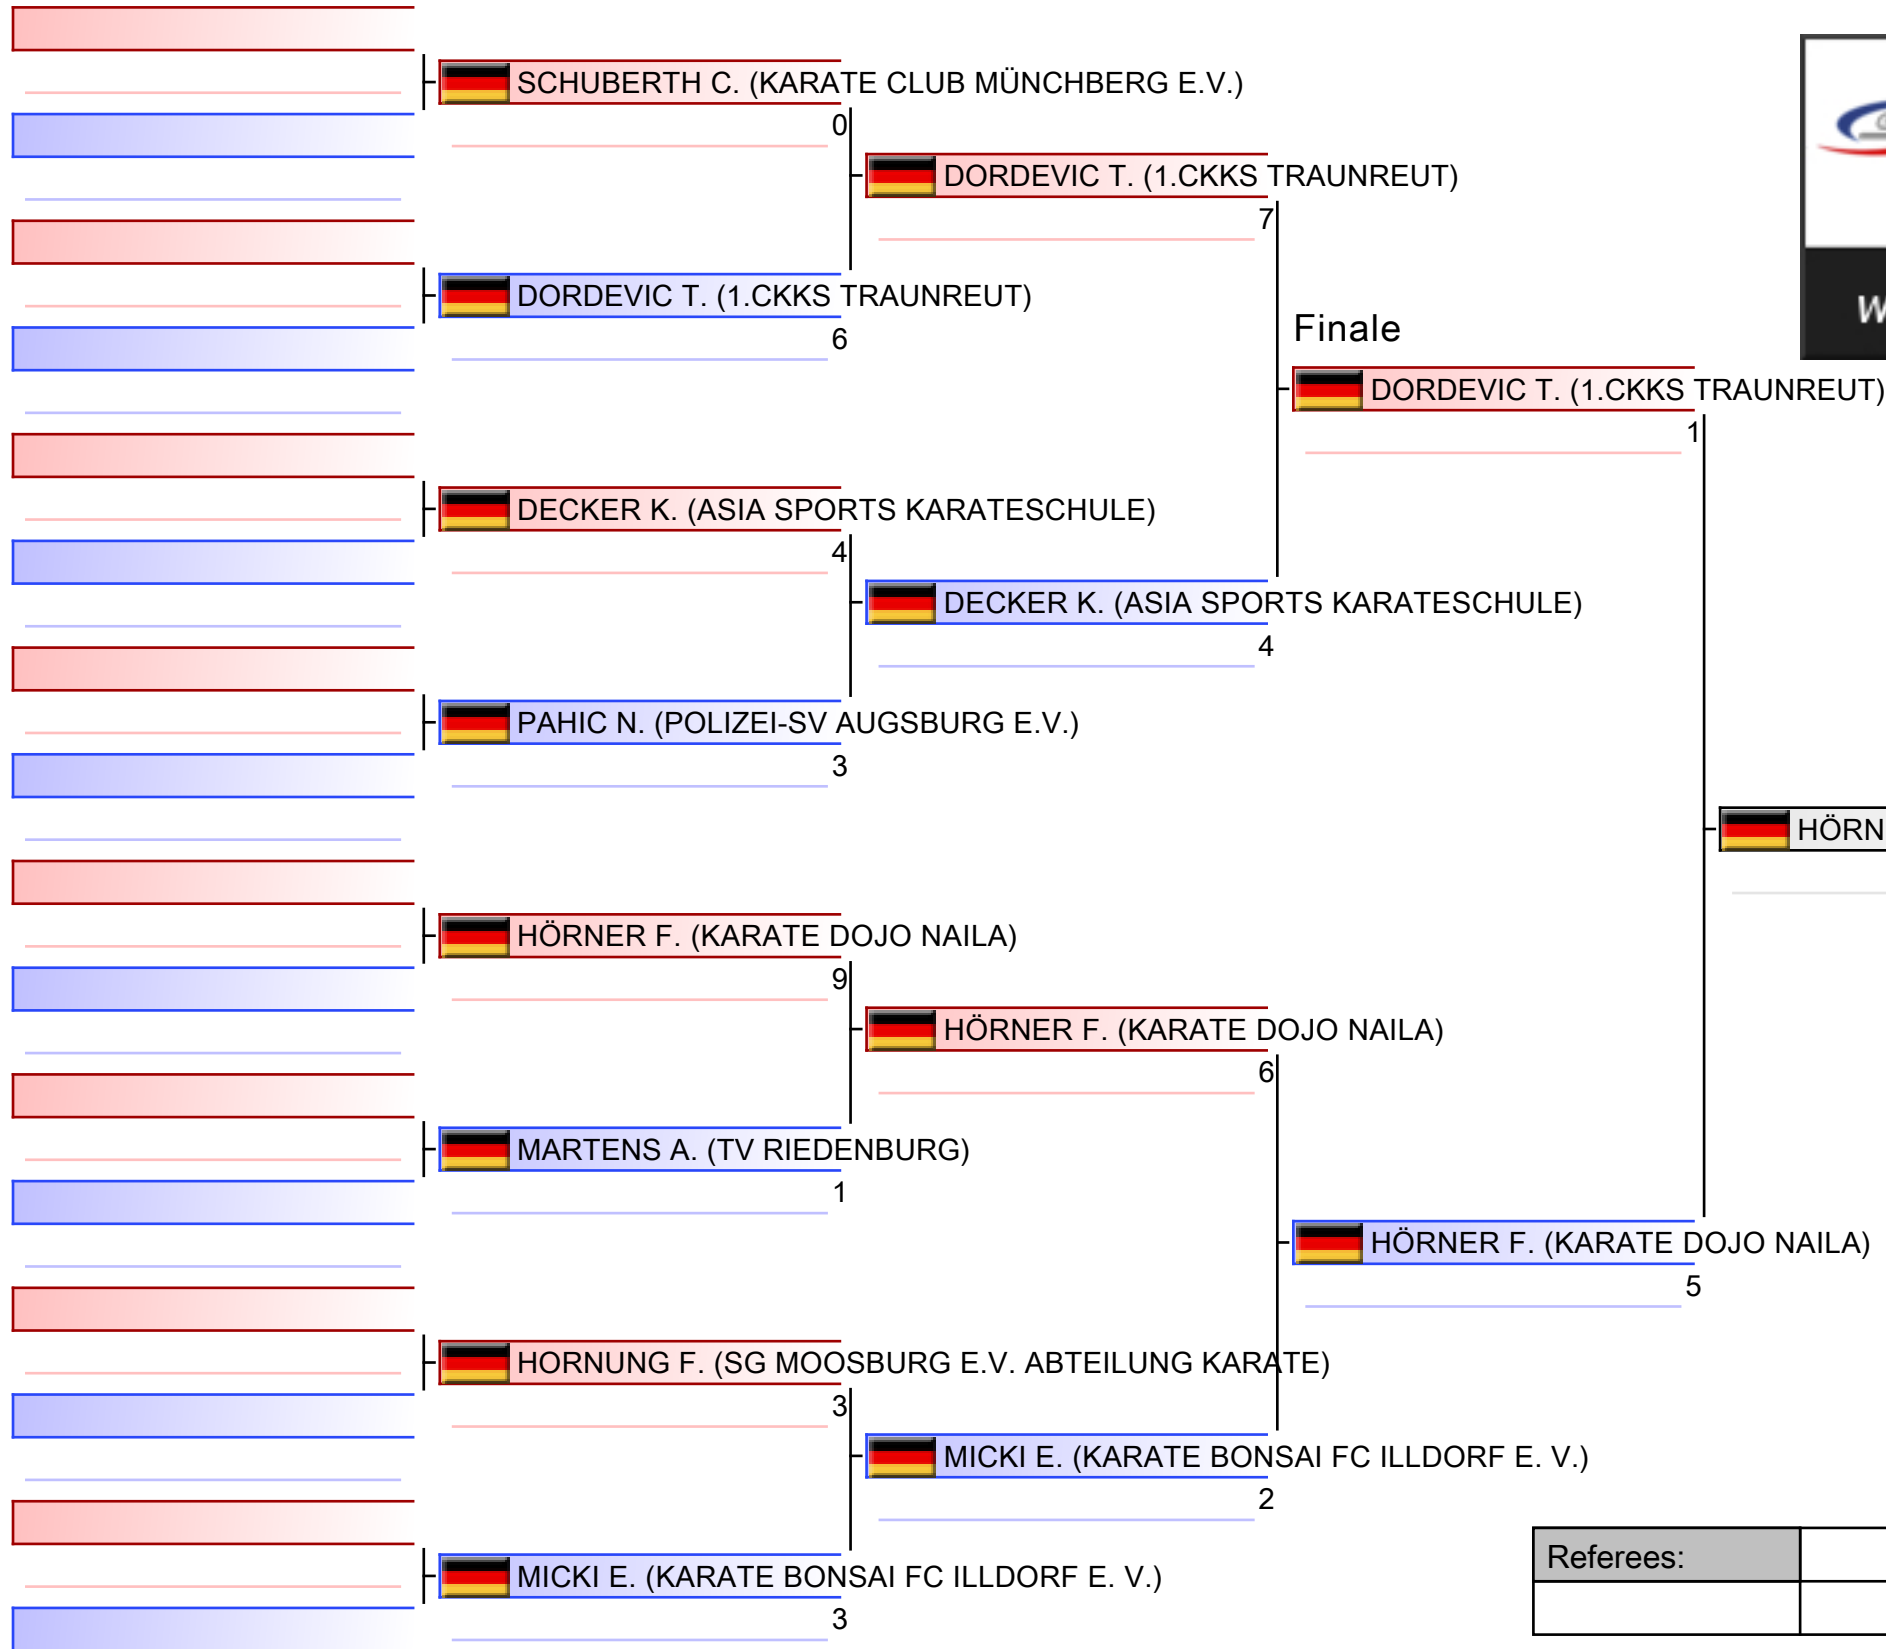 SCHUBERTH C. (KARATE CLUB MÜNCHBERG E.V.)
0
DORDEVIC T. (1.CKKS TRAUNREUT)
7
DORDEVIC T. (1.CKKS TRAUNREUT)
6
Finale
DORDEVIC T. (1.CKKS TRAUNREUT)
1
DECKER K. (ASIA SPORTS KARATESCHULE)
4
DECKER K. (ASIA SPORTS KARATESCHULE)
4
PAHIC N. (POLIZEI-SV AUGSBURG E.V.)
3
HÖRN
HÖRNER F. (KARATE DOJO NAILA)
9
HÖRNER F. (KARATE DOJO NAILA)
6
MARTENS A. (TV RIEDENBURG)
1
HÖRNER F. (KARATE DOJO NAILA)
5
HORNUNG F. (SG MOOSBURG E.V. ABTEILUNG KARATE)
3
MICKI E. (KARATE BONSAI FC ILLDORF E. V.)
2
MICKI E. (KARATE BONSAI FC ILLDORF E. V.)
3
Referees: